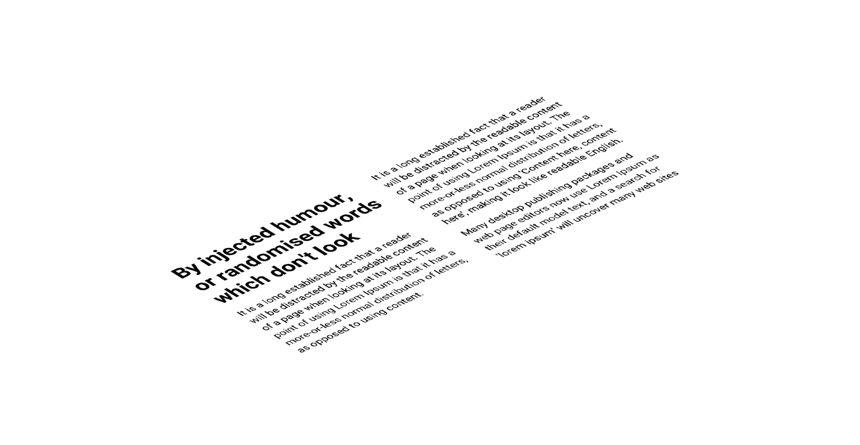 By injected humour,
or randomised words
which don't look
It is a long established fact that a reader
will be distracted by the readable content
of a page when looking at its layout. The
point of using Lorem Ipsum is that it has a
more-or-less normal distribution of letters,
as opposed to using content.
It is a long established fact that a reader
will be distracted by the readable content
of a page when looking at its layout. The
point of using Lorem Ipsum is that it has a
more-or-less normal distribution of letters,
as opposed to using 'Content here, content
here', making it look like readable English.
Many desktop publishing packages and
web page editors now use Lorem Ipsum as
their default model text, and a search for
'lorem ipsum' will uncover many web sites